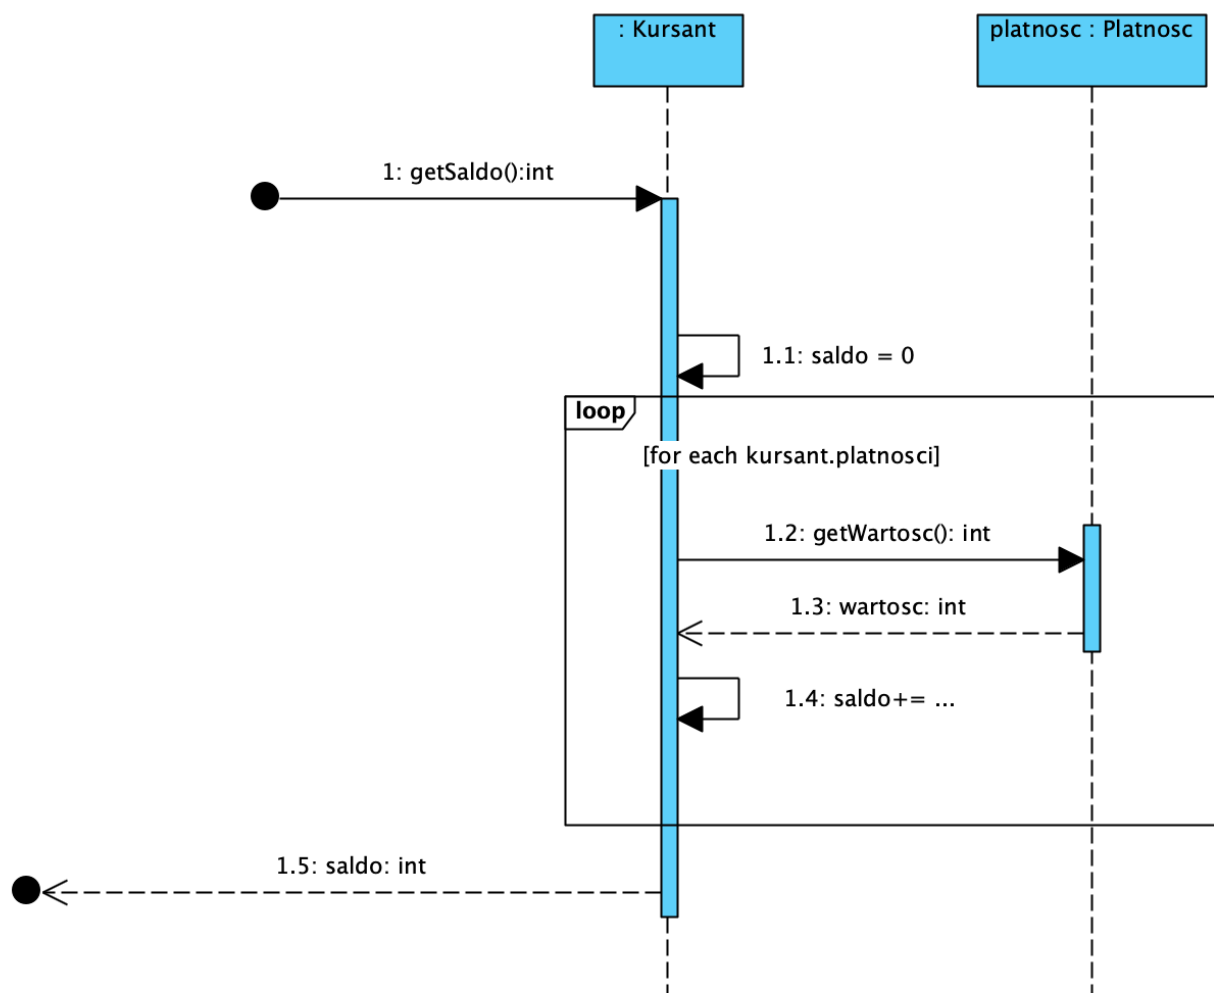 : Kursant
platnosc : Platnosc
1: getSaldo():int
1.1: saldo = 0
loop
[for each kursant.platnosci]
1.2: getWartosc(): int
1.3: wartosc: int
1.4: saldo+= ...
1.5: saldo: int